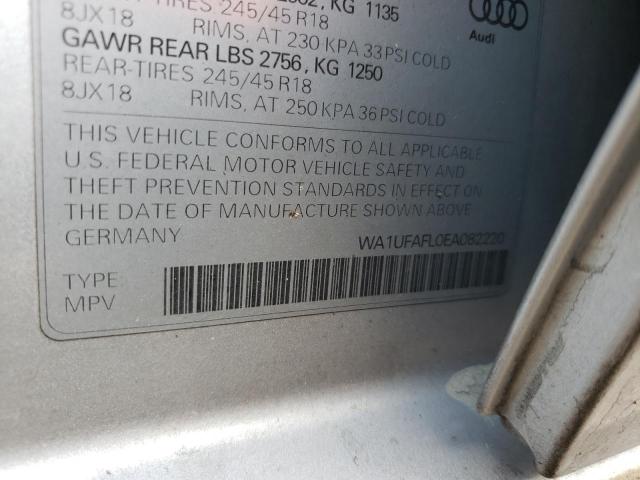 KG 1135
-TIRES 245/45 R18
8JX18 RIMS, AT 230 KPA 33 PSI COLD
GAWR REAR LBS 2756, KG 1250
REAR-TIRES 245/45 R18
8JX18 RIMS, AT 250 KPA 36 PSI COLD
Audi
THIS VEHICLE CONFORMS TO ALL APPLICABLE
U.S. FEDERAL MOTOR VEHICLE SAFETY AND
THEFT PREVENTION STANDARDS IN EFFECT ON
THE DATE OF MANUFACTURE SHOWN ABOVE
GERMANY WA1UFAFL0EA082220
TYPE
MPV